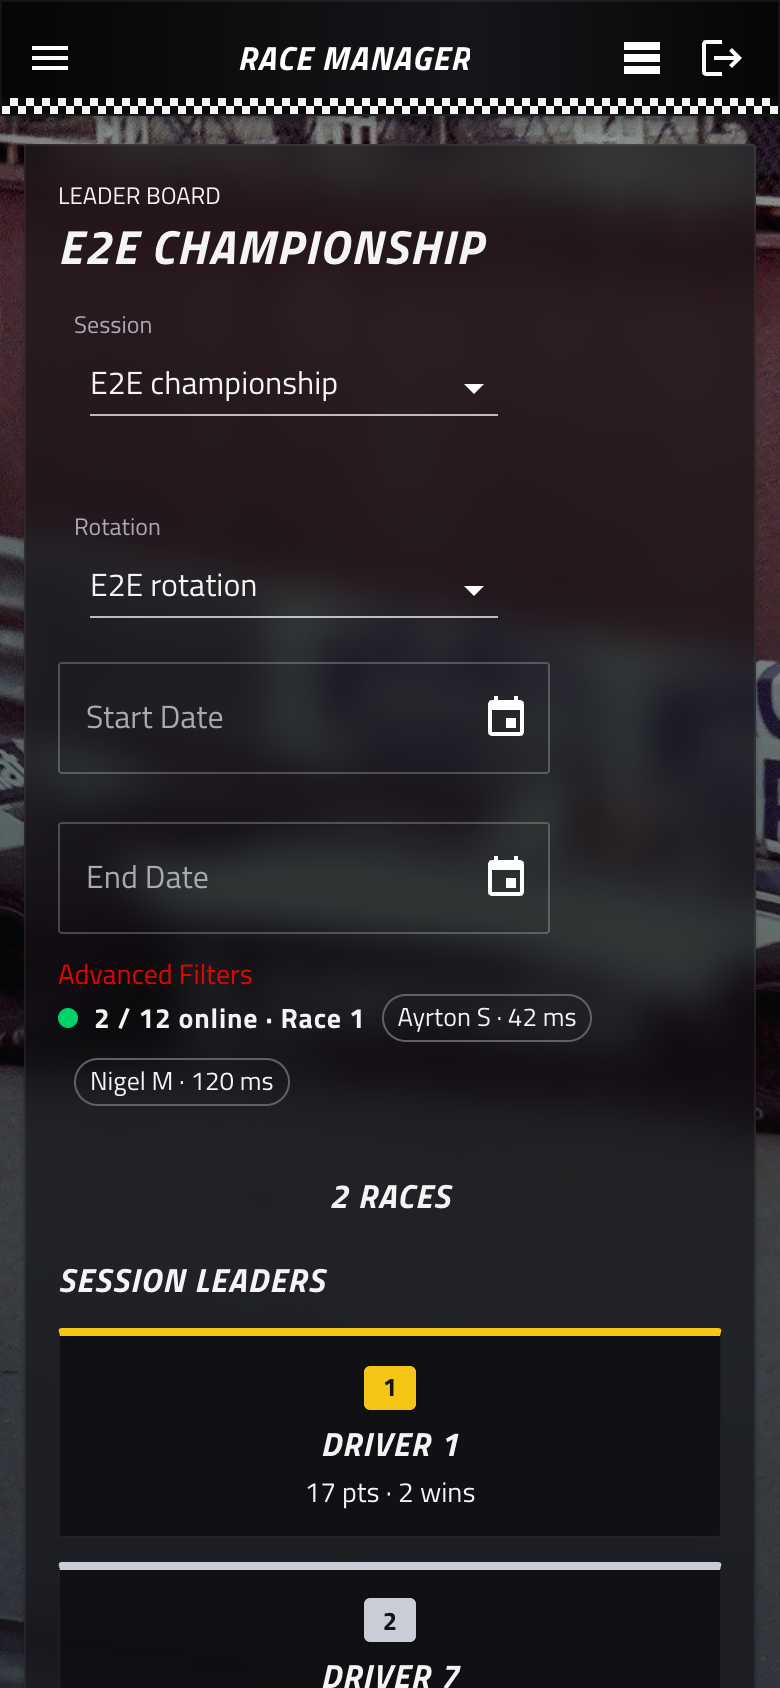 RACE MANAGER
LEADER BOARD
E2E CHAMPIONSHIP
Session
E2E championship
Rotation
E2E rotation
Start Date
End Date
Advanced Filters
2 / 12 online · Race 1
Ayrton S · 42 ms
Nigel M · 120 ms
2 RACES
SESSION LEADERS
1
DRIVER 1
17 pts · 2 wins
2
DRIVER 7